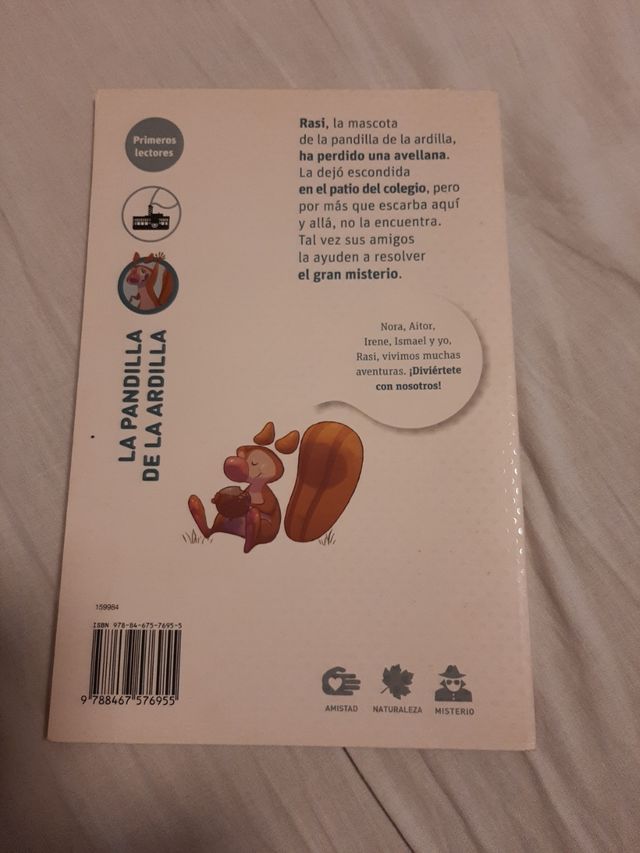 Primeros
lectores
LA PANDILLA
DE LA ARDILLA
Rasi, la mascota
de la pandilla de la ardilla,
ha perdido una avellana.
La dejó escondida
en el patio del colegio, pero
por más que escarba aquí
y allá, no la encuentra.
Tal vez sus amigos
la ayuden a resolver
el gran misterio.
Nora, Aitor,
Irene, Ismael y yo,
Rasi, vivimos muchas
aventuras. ¡Diviértete
con nosotros!
159984
ISBN 978-84-675-7695-5
9 788467 576955
AMISTAD
NATURALEZA
MISTERIO